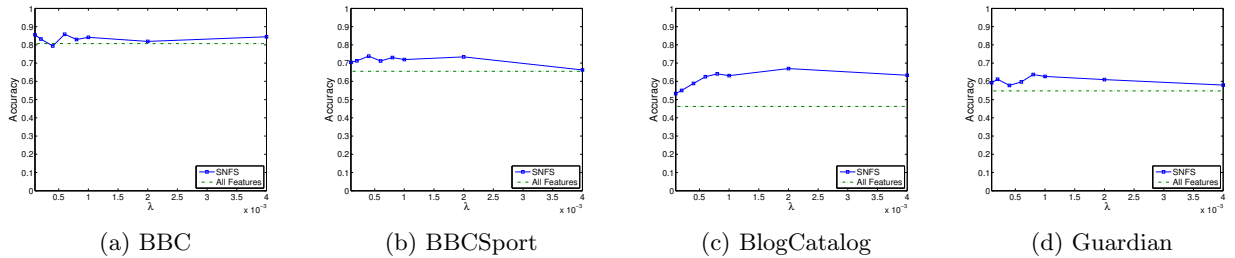 1
0.9
0.8
0.7
0.6
0.5
0.4
0.3
0.2
0.1
0
Accuracy
SNFS
All Features
0.5 1 1.5 2 2.5 3 3.5 4
λ
x 10⁻³
(a) BBC
1
0.9
0.8
0.7
0.6
0.5
0.4
0.3
0.2
0.1
0
Accuracy
SNFS
All Features
0.5 1 1.5 2 2.5 3 3.5 4
λ
x 10⁻³
(b) BBCSport
1
0.9
0.8
0.7
0.6
0.5
0.4
0.3
0.2
0.1
0
Accuracy
SNFS
All Features
0.5 1 1.5 2 2.5 3 3.5 4
λ
x 10⁻³
(c) BlogCatalog
1
0.9
0.8
0.7
0.6
0.5
0.4
0.3
0.2
0.1
0
Accuracy
SNFS
All Features
0.5 1 1.5 2 2.5 3 3.5 4
λ
x 10⁻³
(d) Guardian